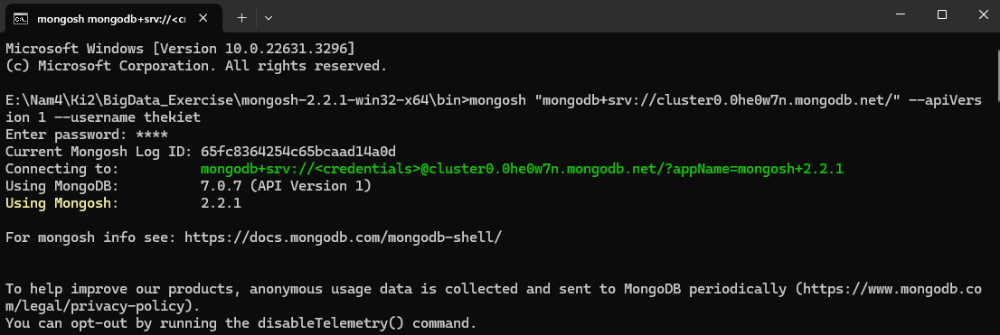 mongosh mongodb+srv://<cr
Microsoft Windows [Version 10.0.22631.3296]
(c) Microsoft Corporation. All rights reserved.
E:\Nam4\Ki2\BigData_Exercise\mongosh-2.2.1-win32-x64\bin>mongosh "mongodb+srv://cluster0.0he0w7n.mongodb.net/" --apiVers
ion 1 --username thekiet
Enter password: ****
Current Mongosh Log ID: 65fc8364254c65bcaad14a0d
Connecting to:          mongodb+srv://<credentials>@cluster0.0he0w7n.mongodb.net/?appName=mongosh+2.2.1
Using MongoDB:          7.0.7 (API Version 1)
Using Mongosh:          2.2.1
For mongosh info see: https://docs.mongodb.com/mongodb-shell/
To help improve our products, anonymous usage data is collected and sent to MongoDB periodically (https://www.mongodb.co
m/legal/privacy-policy).
You can opt-out by running the disableTelemetry() command.